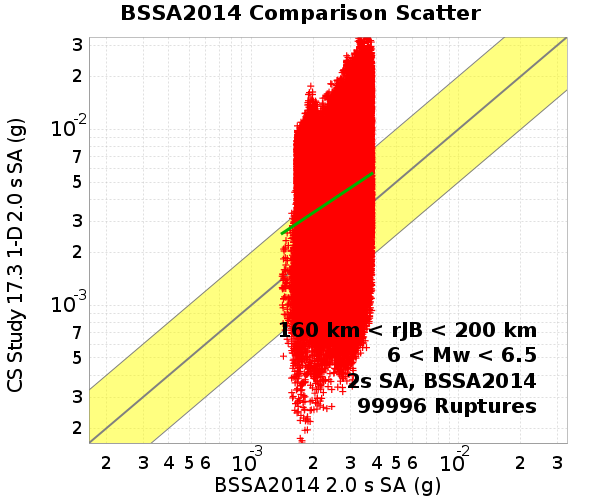 BSSA2014 Comparison Scatter
CS Study 17.3 1-D 2.0 s SA (g)
3
2
10-2
7
5
3
2
10-3
7
5
3
2
160 km < rJB < 200 km
6 < Mw < 6.5
2s SA, BSSA2014
99996 Ruptures
2 3 4 5 6 10-3 2 3 4 5 6 10-2 2 3
BSSA2014 2.0 s SA (g)